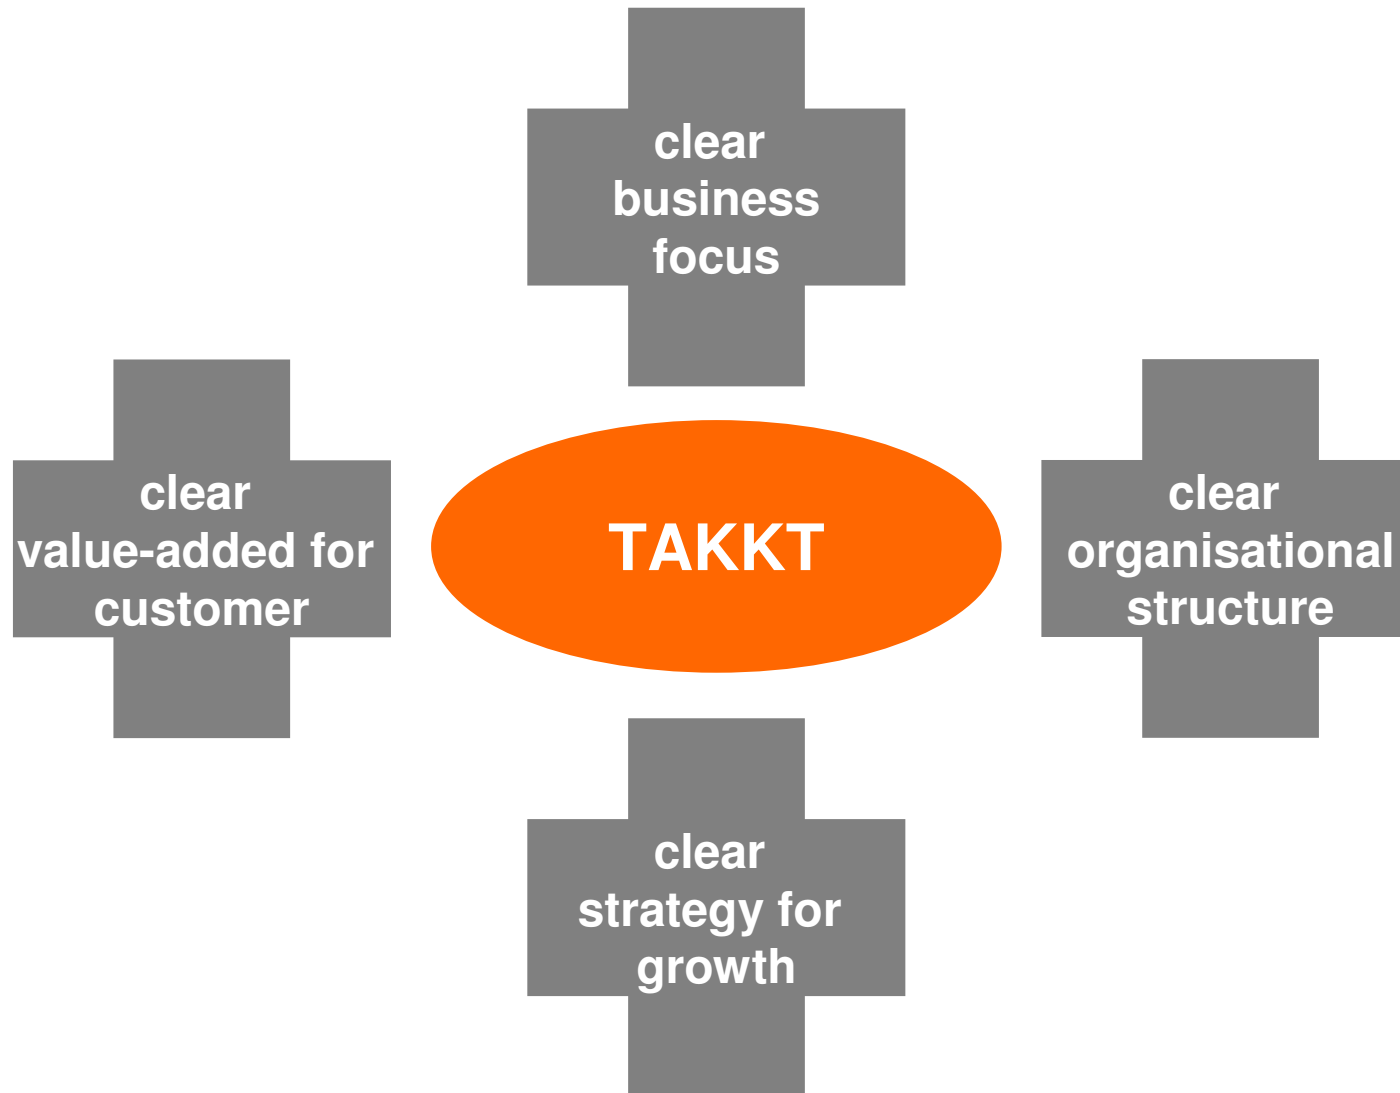 clear
business
focus
clear
value-added for
customer
TAKKT
clear
organisational
structure
clear
strategy for
growth